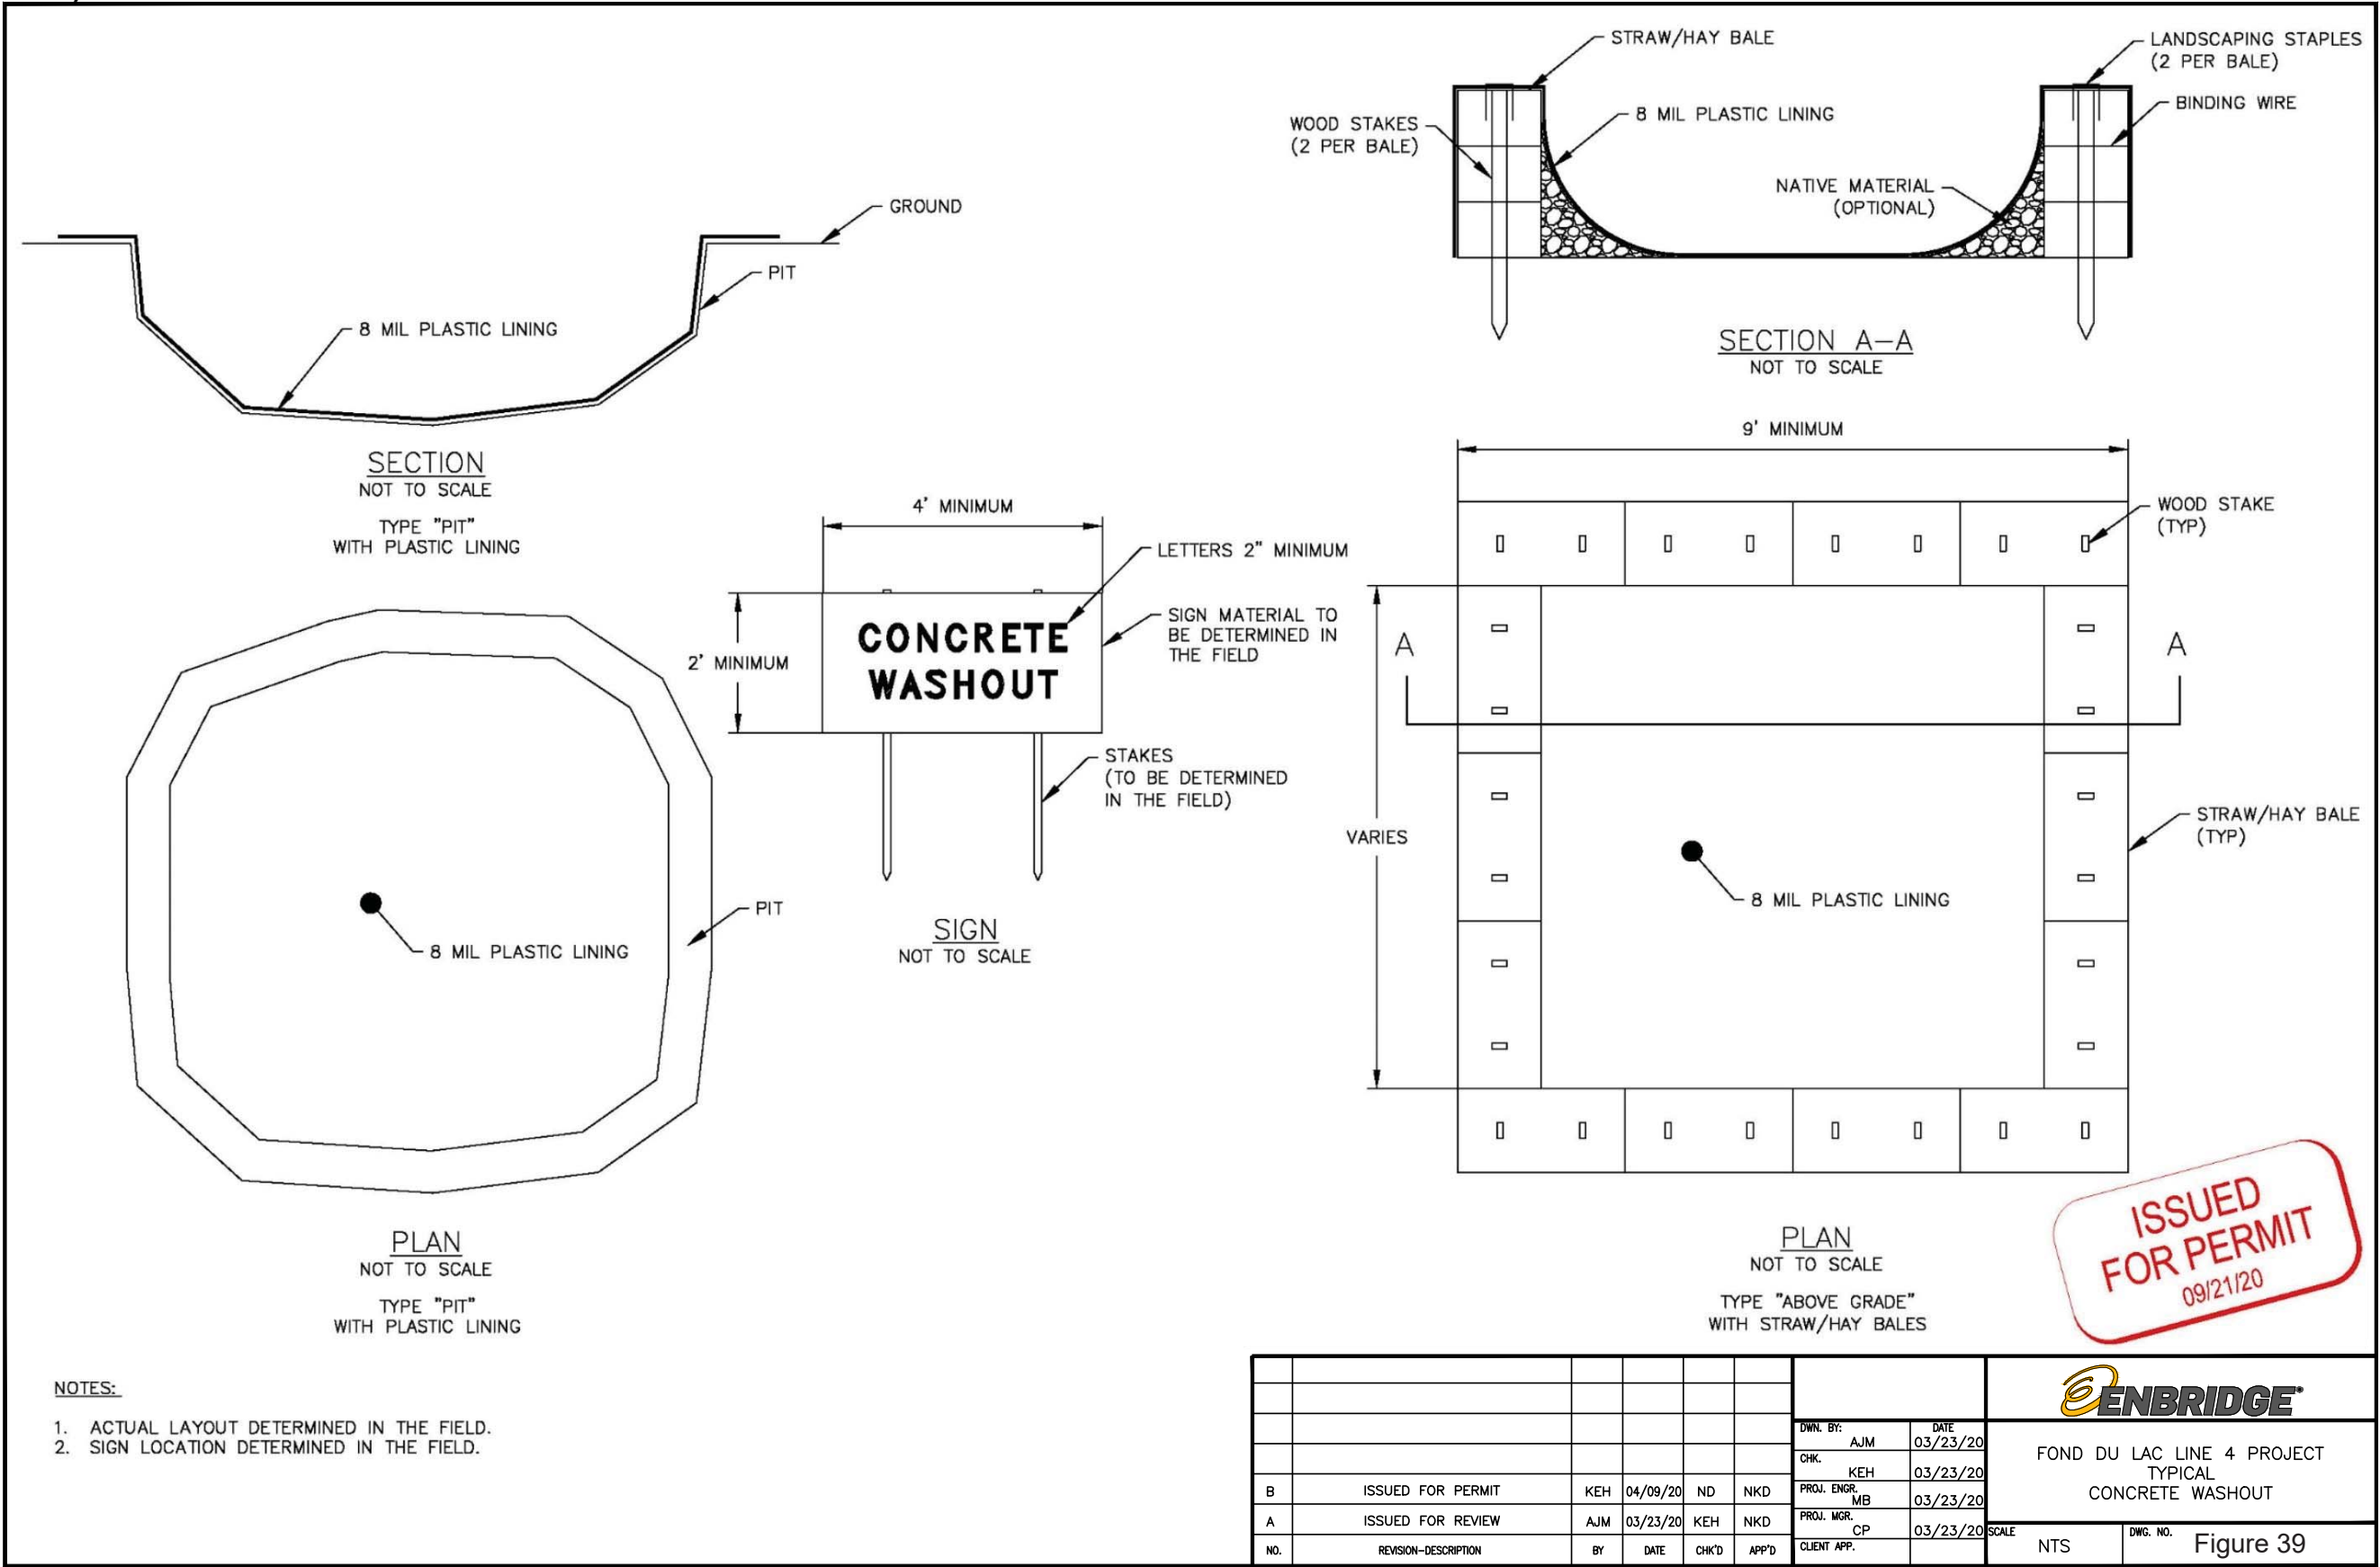 GROUND
PIT
8 MIL PLASTIC LINING
SECTION
NOT TO SCALE
TYPE "PIT"
WITH PLASTIC LINING
PIT
8 MIL PLASTIC LINING
PLAN
NOT TO SCALE
TYPE "PIT"
WITH PLASTIC LINING
4' MINIMUM
LETTERS 2" MINIMUM
2' MINIMUM
CONCRETE
WASHOUT
SIGN MATERIAL TO
BE DETERMINED IN
THE FIELD
STAKES
(TO BE DETERMINED
IN THE FIELD)
SIGN
NOT TO SCALE
STRAW/HAY BALE
LANDSCAPING STAPLES
(2 PER BALE)
BINDING WIRE
8 MIL PLASTIC LINING
WOOD STAKES
(2 PER BALE)
NATIVE MATERIAL
(OPTIONAL)
SECTION A-A
NOT TO SCALE
9' MINIMUM
WOOD STAKE
(TYP)
A
A
VARIES
STRAW/HAY BALE
(TYP)
8 MIL PLASTIC LINING
PLAN
NOT TO SCALE
TYPE "ABOVE GRADE"
WITH STRAW/HAY BALES
ISSUED
FOR PERMIT
09/21/20
NOTES:
1. ACTUAL LAYOUT DETERMINED IN THE FIELD.
2. SIGN LOCATION DETERMINED IN THE FIELD.
B ISSUED FOR PERMIT KEH 04/09/20 ND NKD
A ISSUED FOR REVIEW AJM 03/23/20 KEH NKD
NO. REVISION-DESCRIPTION BY DATE CHK'D APP'D
DWN. BY: DATE
AJM 03/23/20
CHK.
KEH 03/23/20
PROJ. ENGR.
MB 03/23/20
PROJ. MGR.
CP 03/23/20
CLIENT APP.
ENBRIDGE®
FOND DU LAC LINE 4 PROJECT
TYPICAL
CONCRETE WASHOUT
SCALE NTS
DWG. NO. Figure 39